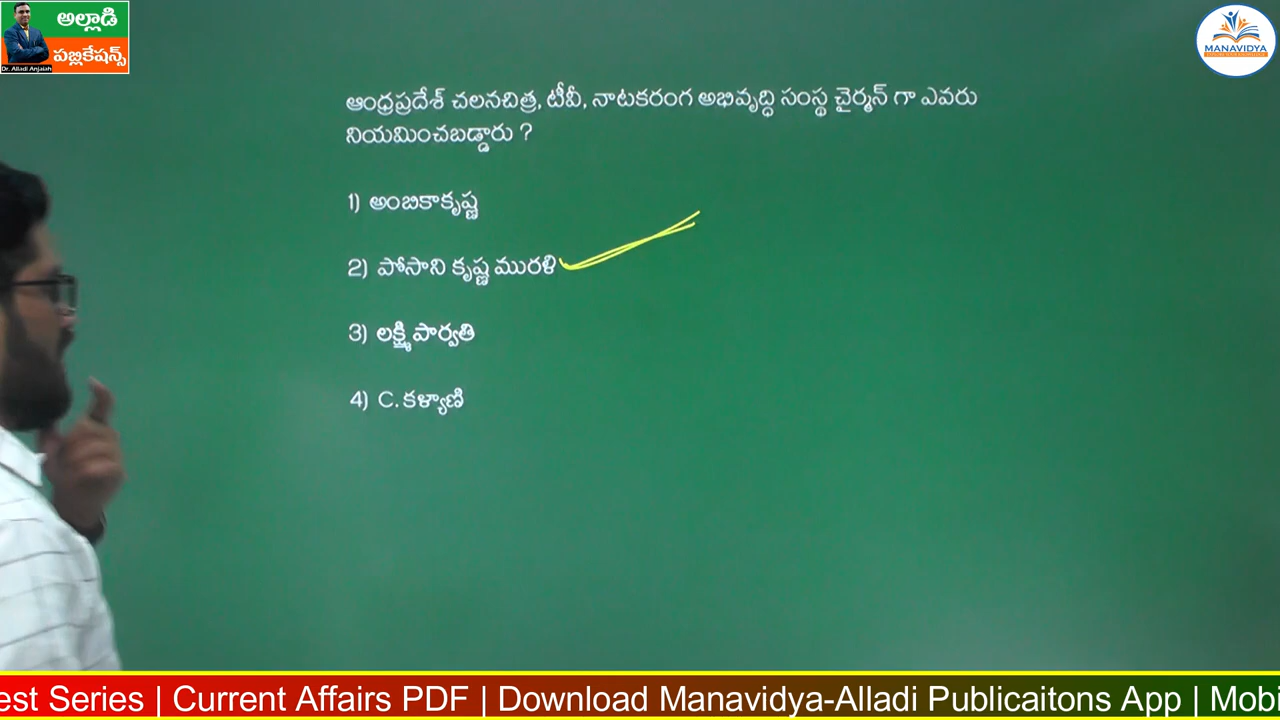 అల్లాడి
పబ్లికేషన్స్
Dr. Alladi Anjaiah
MANAVIDYA
ఆంధ్రప్రదేశ్ చలనచిత్ర, టీవీ, నాటకరంగ అభివృద్ధి సంస్థ చైర్మన్ గా ఎవరు
నియమించబడ్డారు ?
1) అంబికాకృష్ణ
2) పోసాని కృష్ణ మురళి
3) లక్ష్మి పార్వతి
4) C. కళ్యాణి
est Series | Current Affairs PDF | Download Manavidya-Alladi Publicaitons App | Mobi